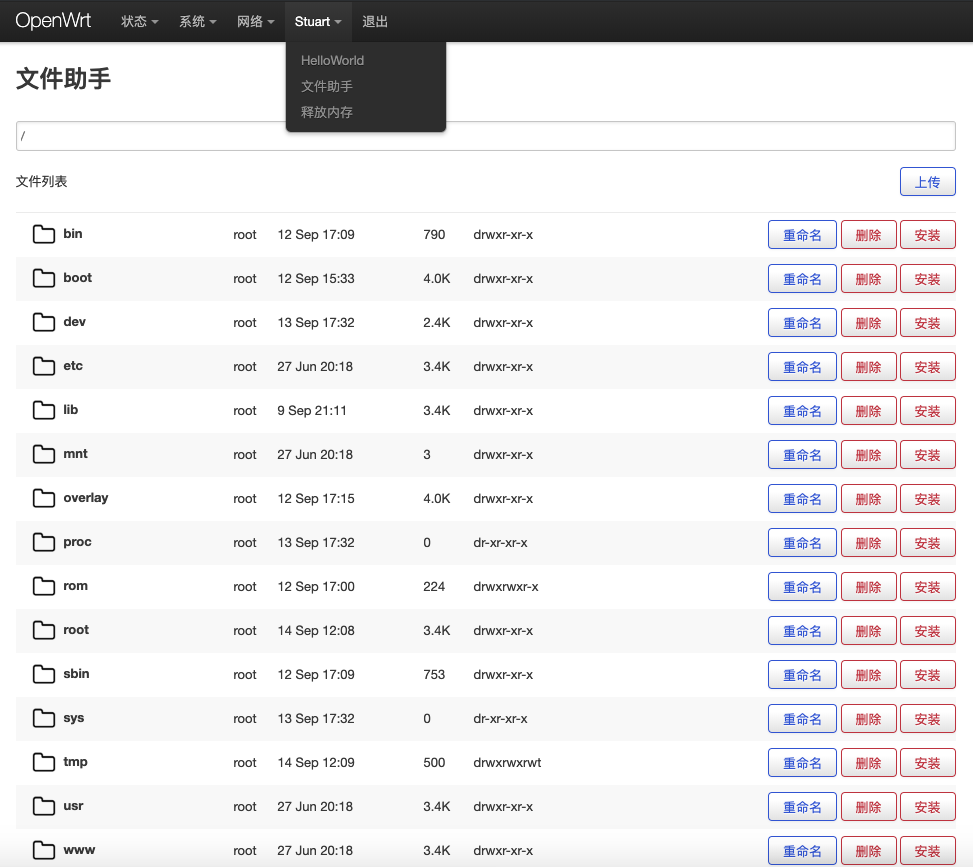 OpenWrt 状态 系统 网络 Stuart 退出
HelloWorld
文件助手
释放内存
文件助手
/
文件列表 上传
bin root 12 Sep 17:09 790 drwxr-xr-x 重命名 删除 安装
boot root 12 Sep 15:33 4.0K drwxr-xr-x 重命名 删除 安装
dev root 13 Sep 17:32 2.4K drwxr-xr-x 重命名 删除 安装
etc root 27 Jun 20:18 3.4K drwxr-xr-x 重命名 删除 安装
lib root 9 Sep 21:11 3.4K drwxr-xr-x 重命名 删除 安装
mnt root 27 Jun 20:18 3 drwxr-xr-x 重命名 删除 安装
overlay root 12 Sep 17:15 4.0K drwxr-xr-x 重命名 删除 安装
proc root 13 Sep 17:32 0 dr-xr-xr-x 重命名 删除 安装
rom root 12 Sep 17:00 224 drwxrwxr-x 重命名 删除 安装
root root 14 Sep 12:08 3.4K drwxr-xr-x 重命名 删除 安装
sbin root 12 Sep 17:09 753 drwxr-xr-x 重命名 删除 安装
sys root 13 Sep 17:32 0 dr-xr-xr-x 重命名 删除 安装
tmp root 14 Sep 12:09 500 drwxrwxrwt 重命名 删除 安装
usr root 27 Jun 20:18 3.4K drwxr-xr-x 重命名 删除 安装
www root 27 Jun 20:18 3.4K drwxr-xr-x 重命名 删除 安装